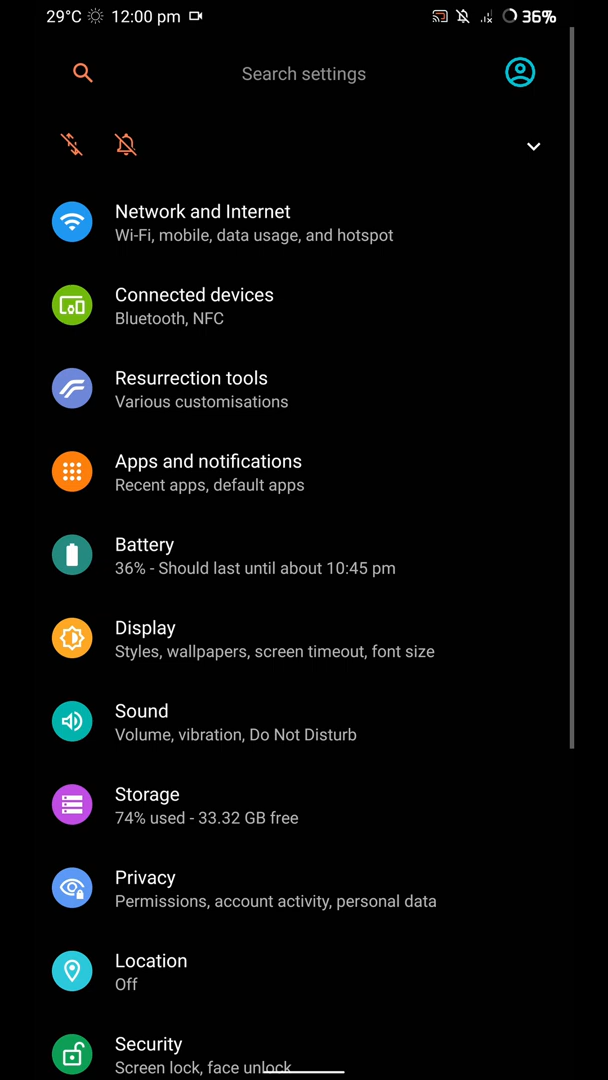 29°C 12:00 pm 36%
Search settings
Network and Internet
Wi-Fi, mobile, data usage, and hotspot
Connected devices
Bluetooth, NFC
Resurrection tools
Various customisations
Apps and notifications
Recent apps, default apps
Battery
36% - Should last until about 10:45 pm
Display
Styles, wallpapers, screen timeout, font size
Sound
Volume, vibration, Do Not Disturb
Storage
74% used - 33.32 GB free
Privacy
Permissions, account activity, personal data
Location
Off
Security
Screen lock, face unlock